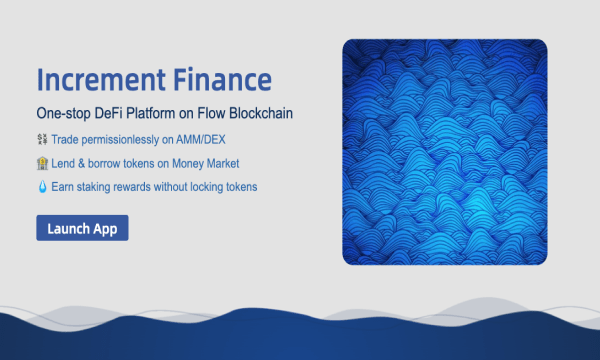 Increment Finance
One-stop DeFi Platform on Flow Blockchain
💱 Trade permissionlessly on AMM/DEX
🏦 Lend & borrow tokens on Money Market
💧 Earn staking rewards without locking tokens
Launch App